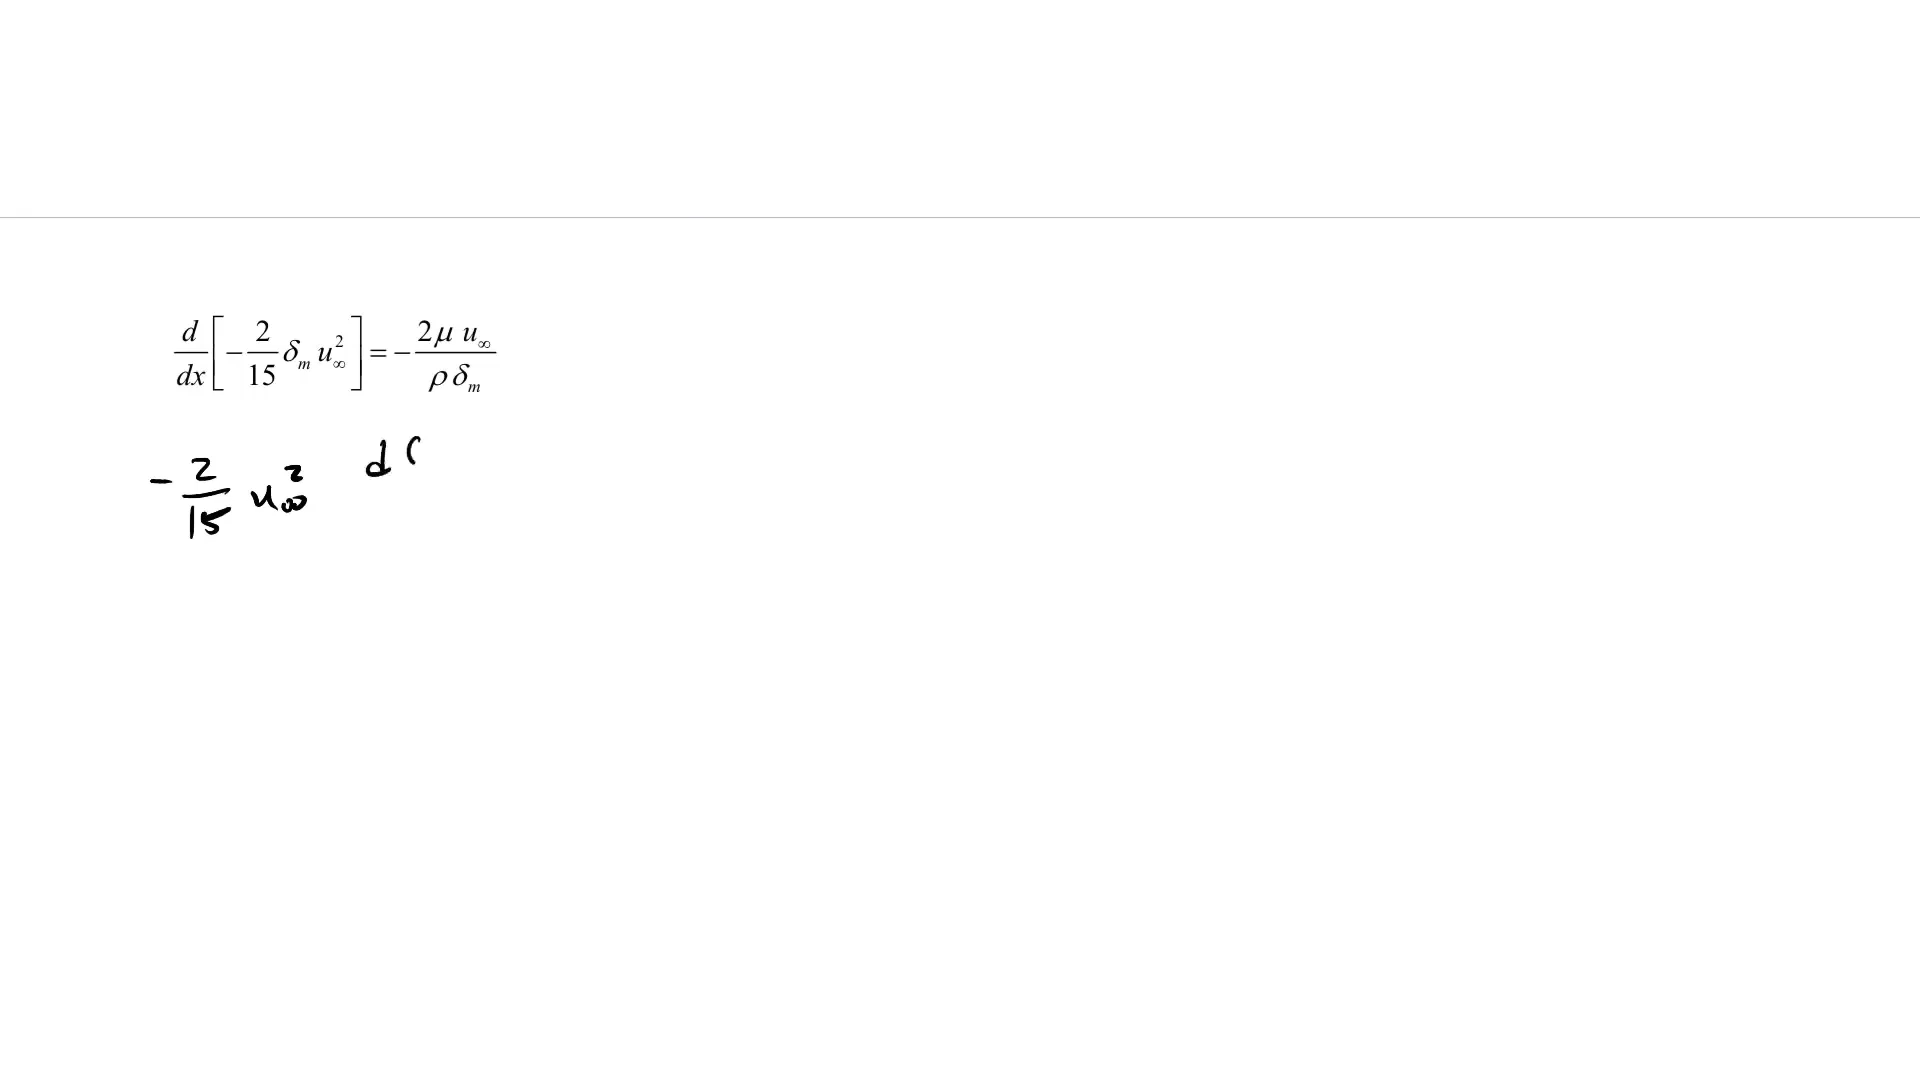 d/dx [ −2/15 δ_m u_∞^2 ] = − 2μ u_∞ / ρ δ_m
− 2/15 u_∞^2 d (